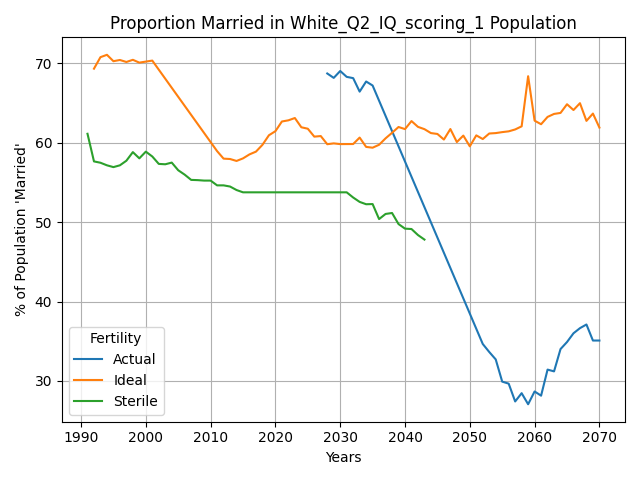 Proportion Married in White_Q2_IQ_scoring_1 Population
% of Population 'Married'
70
60
50
40
30
Fertility
Actual
Ideal
Sterile
1990 2000 2010 2020 2030 2040 2050 2060 2070
Years